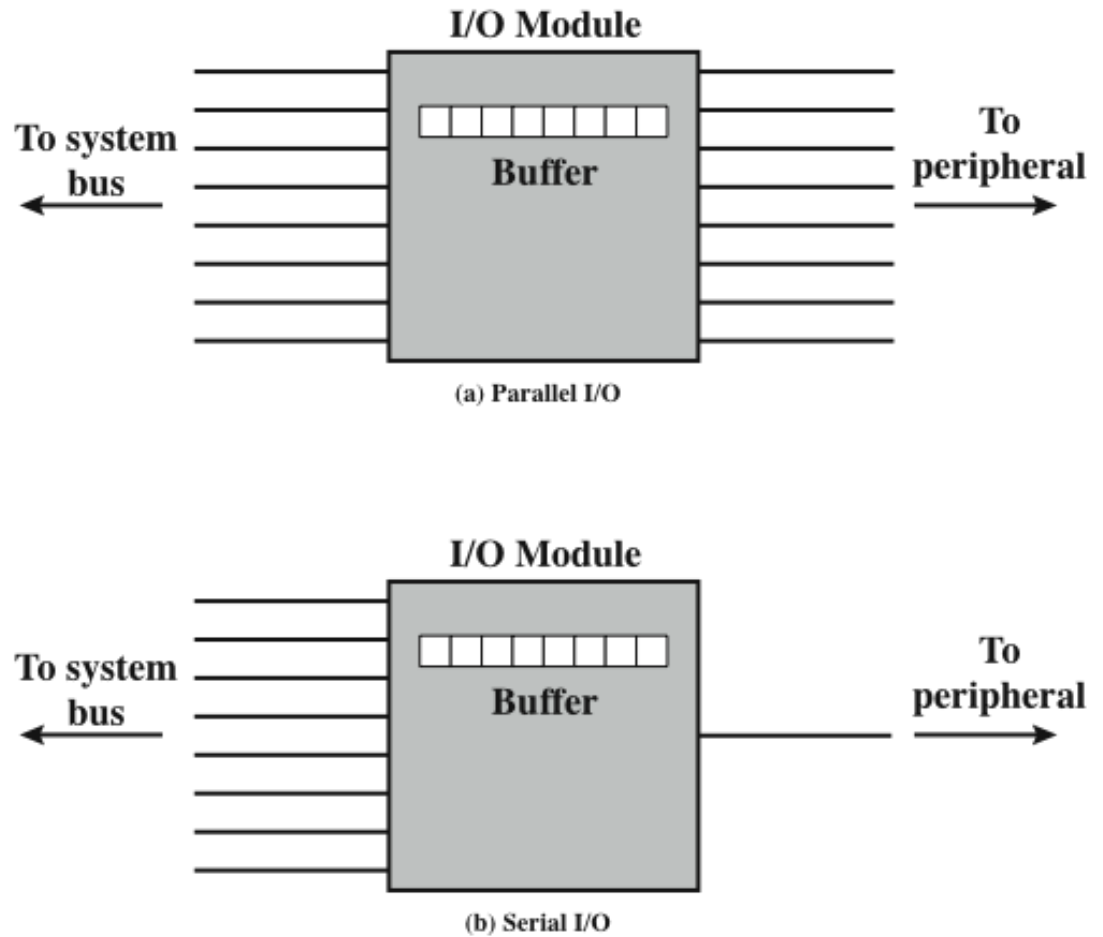 I/O Module
To system
bus
Buffer
To
peripheral
(a) Parallel I/O
I/O Module
To system
bus
Buffer
To
peripheral
(b) Serial I/O